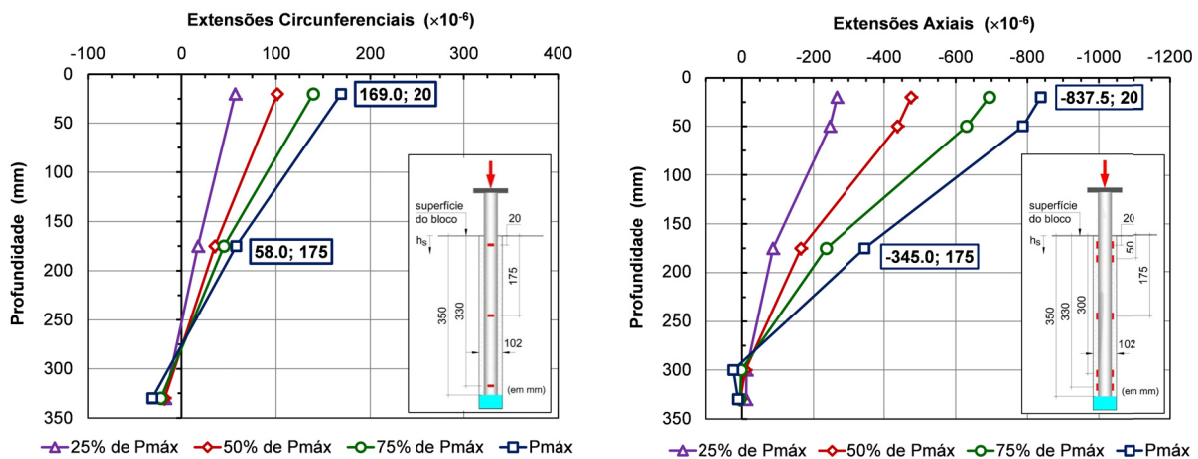 Extensões Circunferenciais (×10⁻⁶)
-100 0 100 200 300 400
0
50
100
150
200
250
300
350
Profundidade (mm)
169.0; 20
58.0; 175
superfície
do bloco
hs
20
175
350
330
102
(em mm)
25% de Pmáx 50% de Pmáx 75% de Pmáx Pmáx
Extensões Axiais (×10⁻⁶)
0 -200 -400 -600 -800 -1000 -1200
0
50
100
150
200
250
300
350
Profundidade (mm)
-837.5; 20
-345.0; 175
superfície
do bloco
hs
20
50
175
350
330
300
102
(em mm)
25% de Pmáx 50% de Pmáx 75% de Pmáx Pmáx